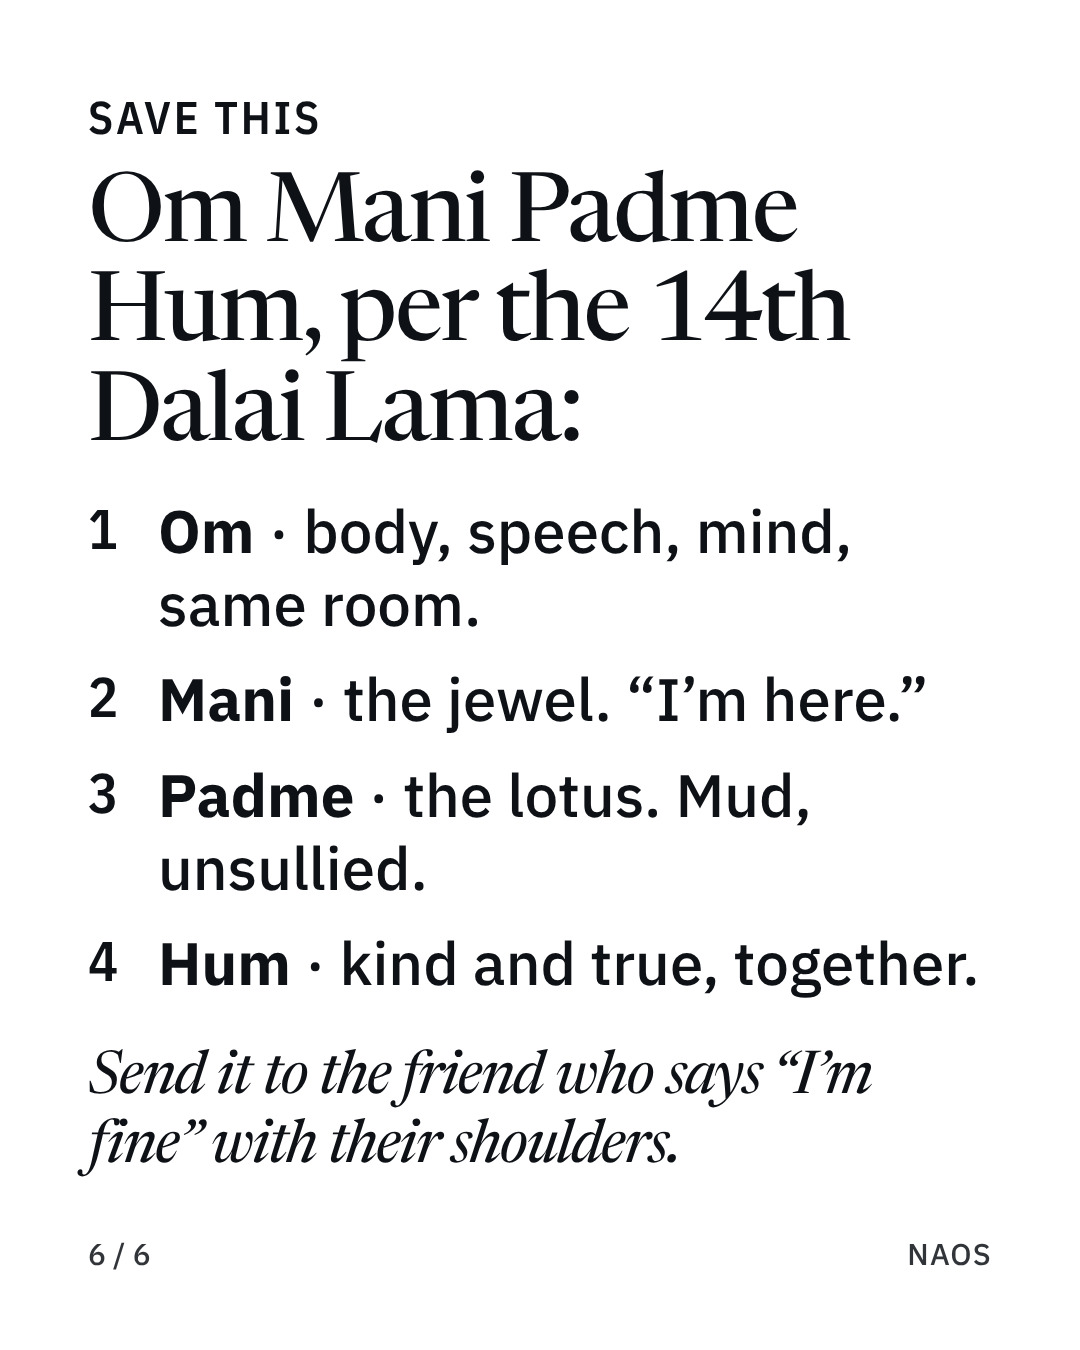 SAVE THIS
Om Mani Padme
Hum, per the 14th
Dalai Lama:
1 Om · body, speech, mind,
same room.
2 Mani · the jewel. “I’m here.”
3 Padme · the lotus. Mud,
unsullied.
4 Hum · kind and true, together.
Send it to the friend who says “I’m
fine” with their shoulders.
6 / 6 NAOS